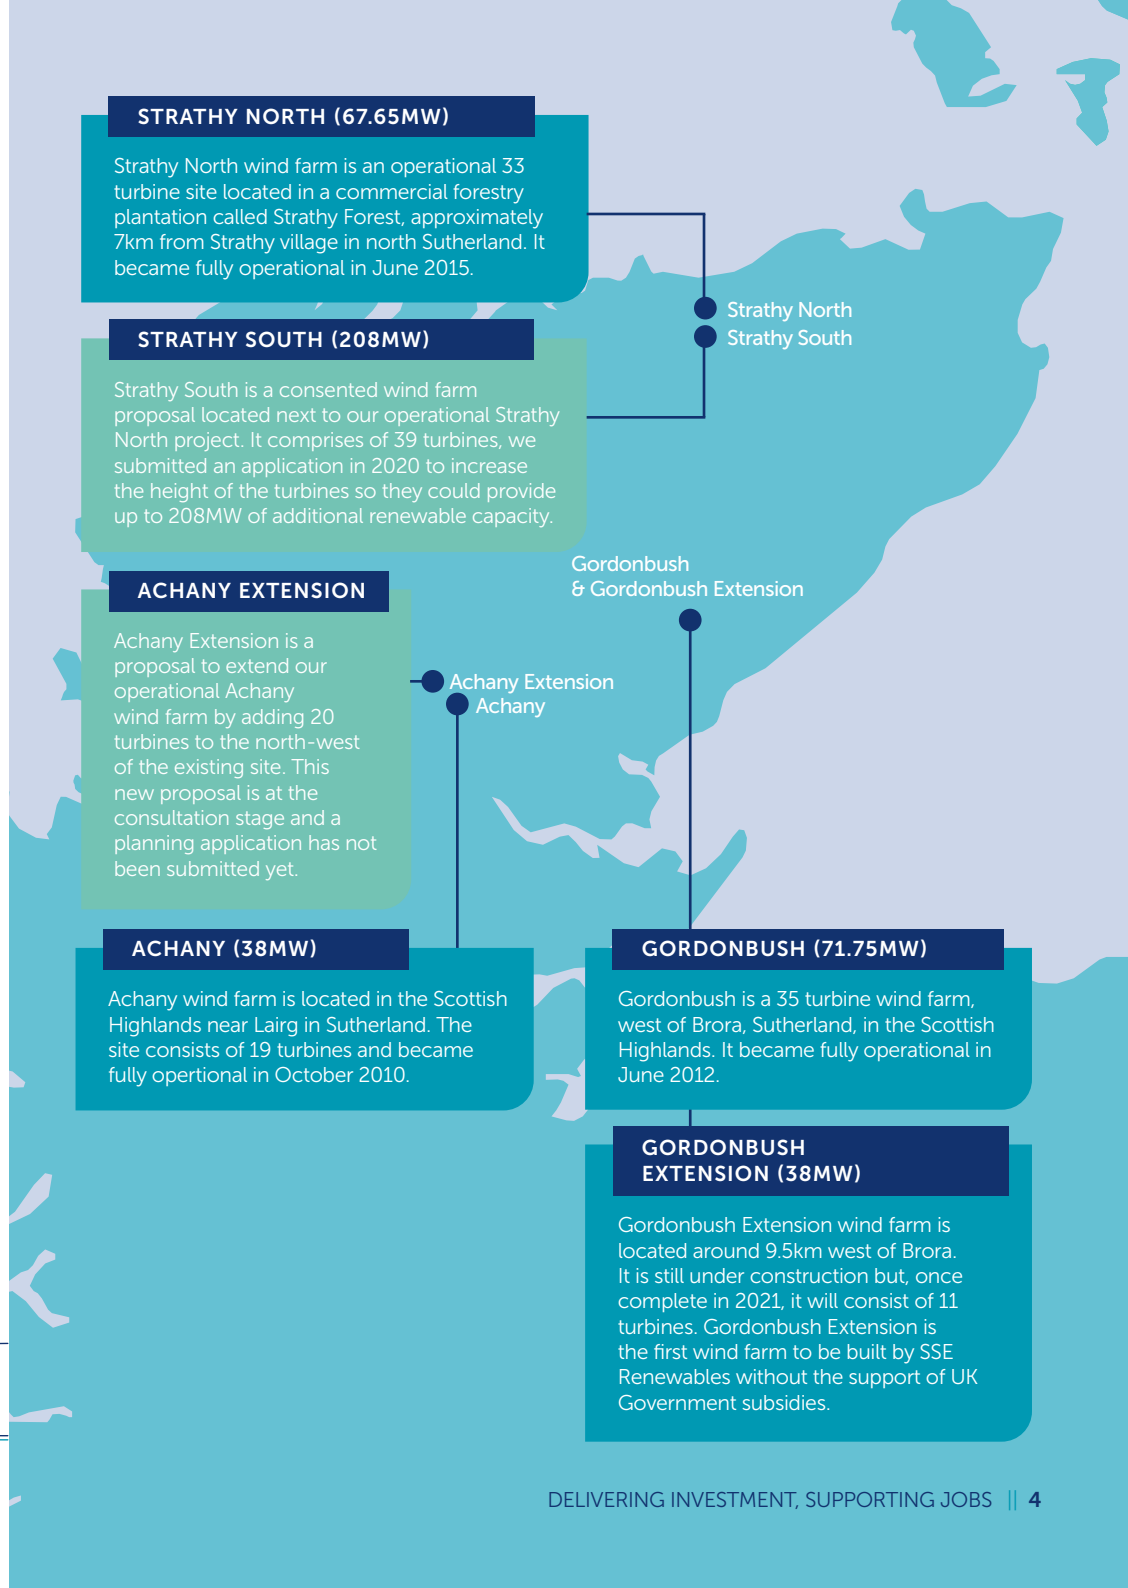 STRATHY NORTH (67.65MW)
Strathy North wind farm is an operational 33
turbine site located in a commercial forestry
plantation called Strathy Forest, approximately
7km from Strathy village in north Sutherland. It
became fully operational in June 2015.
Strathy North
Strathy South
STRATHY SOUTH (208MW)
Strathy South is a consented wind farm
proposal located next to our operational Strathy
North project. It comprises of 39 turbines, we
submitted an application in 2020 to increase
the height of the turbines so they could provide
up to 208MW of additional renewable capacity.
Gordonbush
& Gordonbush Extension
ACHANY EXTENSION
Achany Extension is a
proposal to extend our
operational Achany
wind farm by adding 20
turbines to the north-west
of the existing site. This
new proposal is at the
consultation stage and a
planning application has not
been submitted yet.
Achany Extension
Achany
ACHANY (38MW)
Achany wind farm is located in the Scottish
Highlands near Lairg in Sutherland. The
site consists of 19 turbines and became
fully opertional in October 2010.
GORDONBUSH (71.75MW)
Gordonbush is a 35 turbine wind farm,
west of Brora, Sutherland, in the Scottish
Highlands. It became fully operational in
June 2012.
GORDONBUSH
EXTENSION (38MW)
Gordonbush Extension wind farm is
located around 9.5km west of Brora.
It is still under construction but, once
complete in 2021, it will consist of 11
turbines. Gordonbush Extension is
the first wind farm to be built by SSE
Renewables without the support of UK
Government subsidies.
DELIVERING INVESTMENT, SUPPORTING JOBS || 4